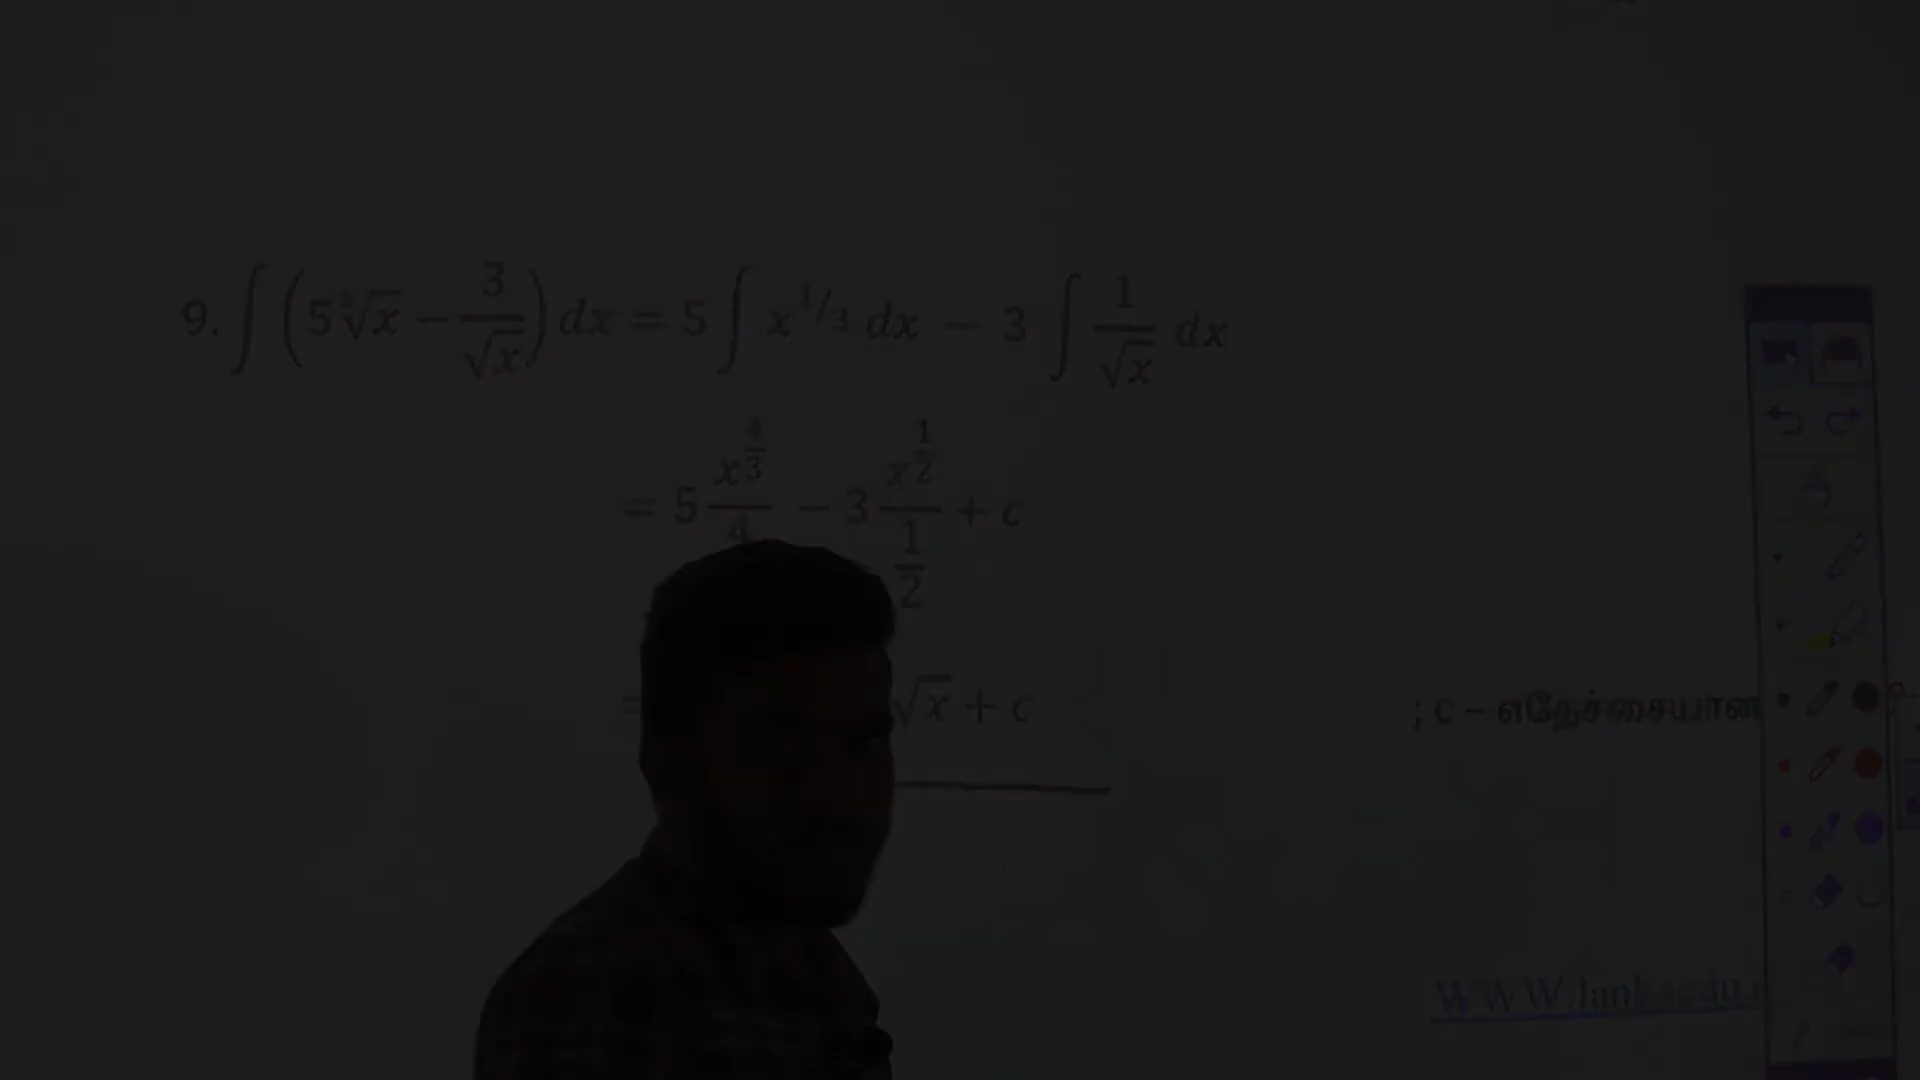 9. ∫ (5∛x − 3/√x) dx = 5 ∫ x^1/3 dx − 3 ∫ 1/√x dx
= 5 x^(4/3)/4 − 3 x^(1/2)/(1/2) + c
= √x + c ; c – எதேச்சையான